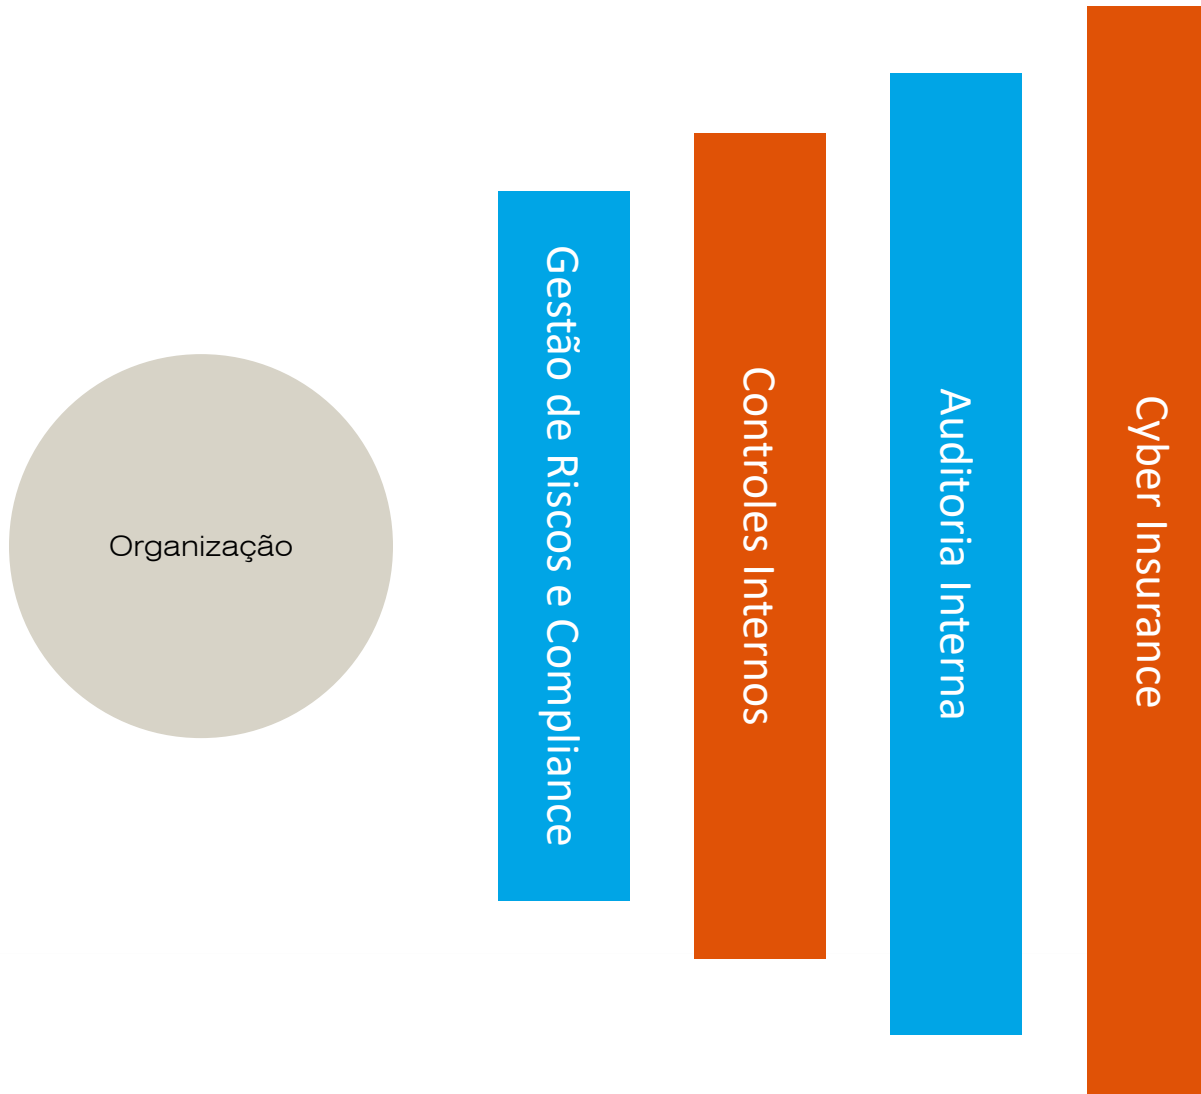 Organização
Gestão de Riscos e Compliance
Controles Internos
Auditoria Interna
Cyber Insurance